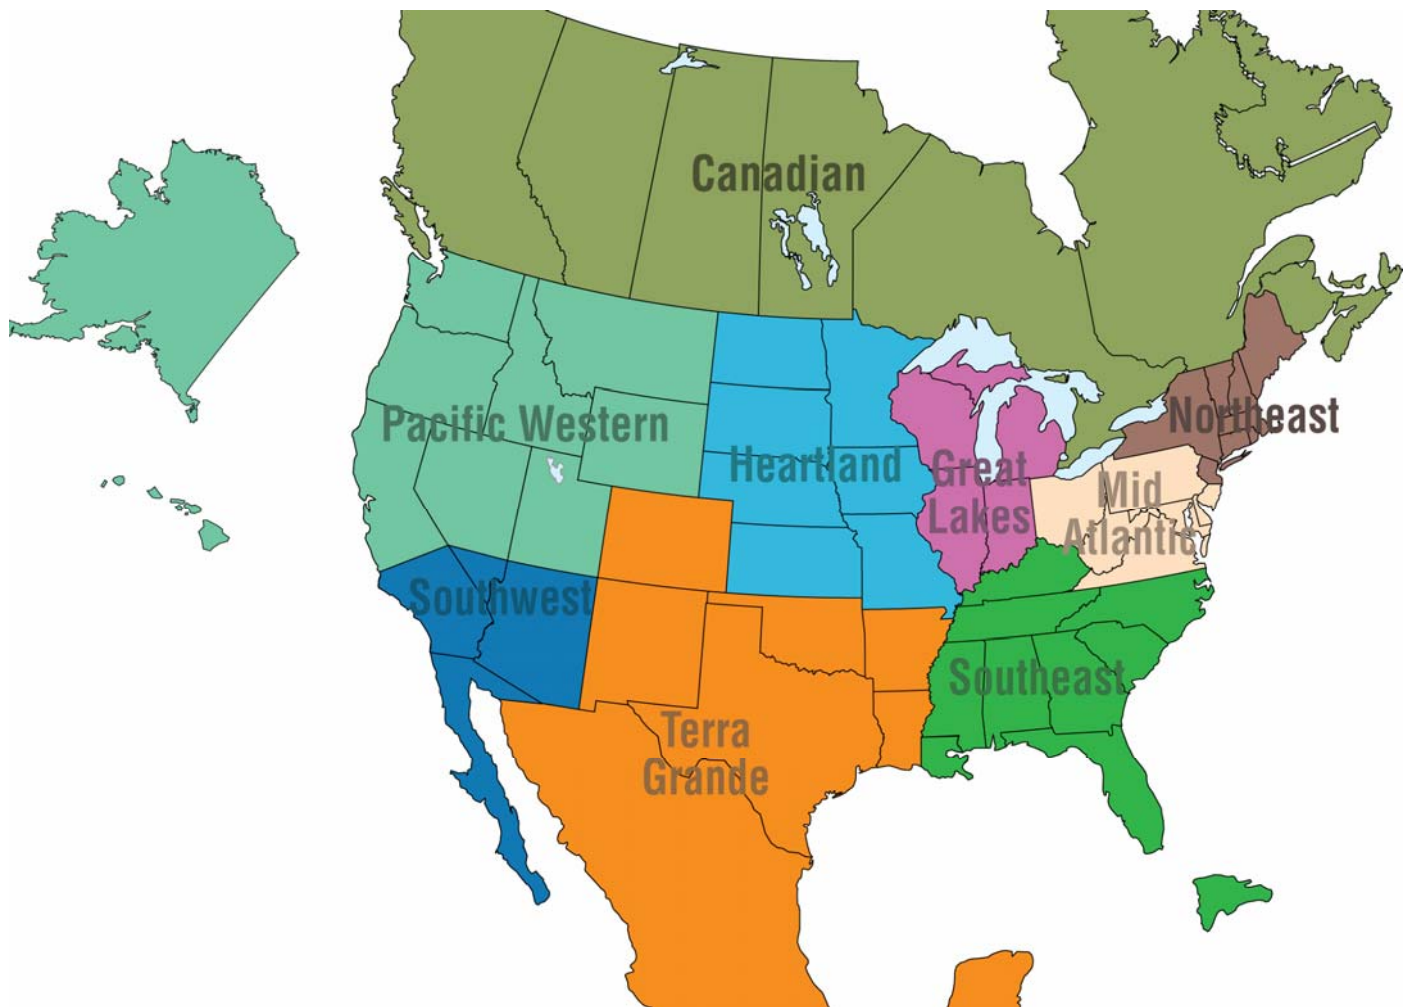 Canadian
Pacific Western
Northeast
Heartland
Great
Lakes
Mid
Atlantic
Southwest
Southeast
Terra
Grande